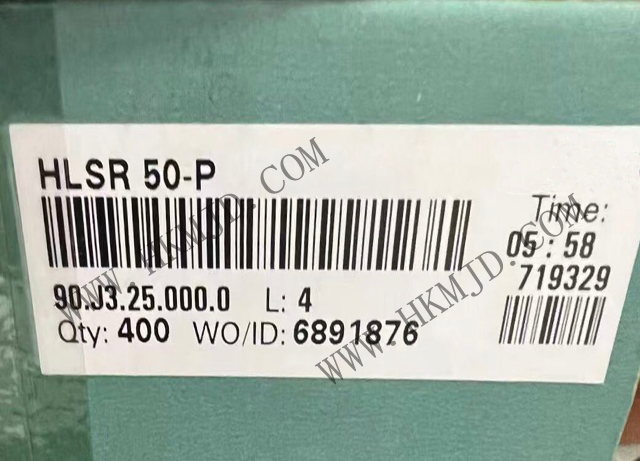 HLSR 50-P
90.J3.25.000.0 L: 4
Qty: 400 WO/ID: 6891876
Time:
05 : 58
719329
WWW.HKMJD.COM
WWW.HKMJD.COM